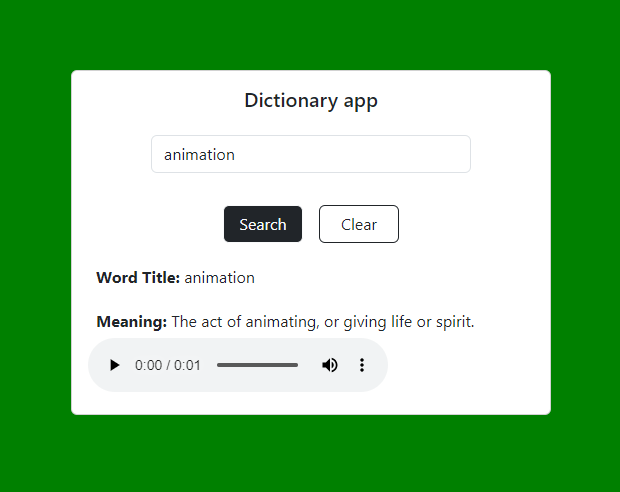 Dictionary app
animation
Search Clear
Word Title: animation
Meaning: The act of animating, or giving life or spirit.
0:00 / 0:01